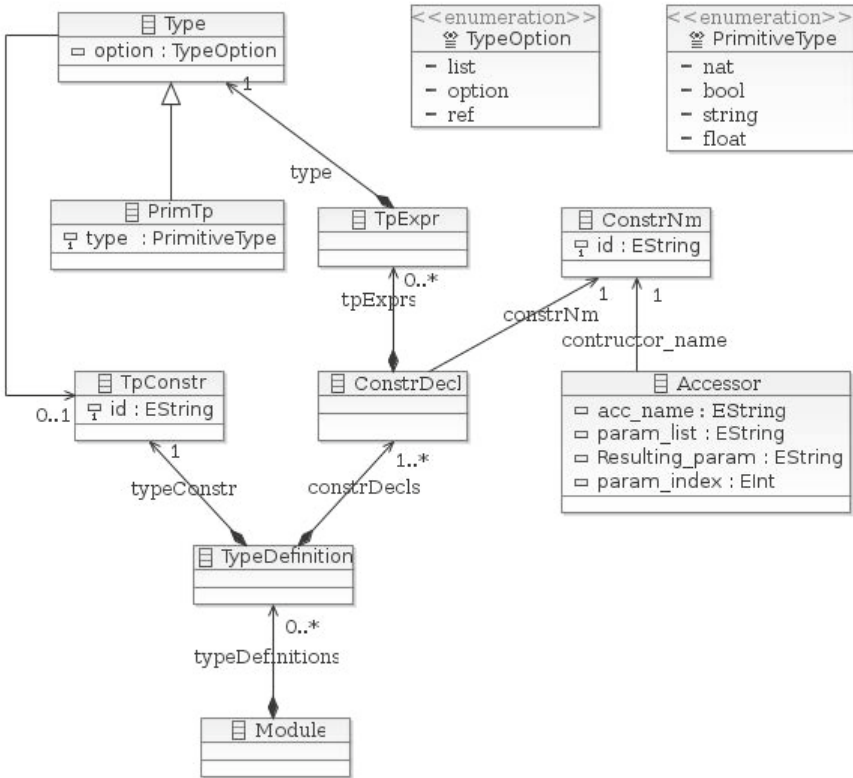 Type
option : TypeOption
<<enumeration>>
TypeOption
list
option
ref
<<enumeration>>
PrimitiveType
nat
bool
string
float
1
type
PrimTp
type : PrimitiveType
TpExpr
ConstrNm
id : EString
0..*
tpExprs
1
constrNm
1
contructor_name
TpConstr
id : EString
0..1
ConstrDecl
Accessor
acc_name : EString
param_list : EString
Resulting_param : EString
param_index : EInt
1
typeConstr
1..*
constrDecls
TypeDefinition
0..*
typeDefinitions
Module